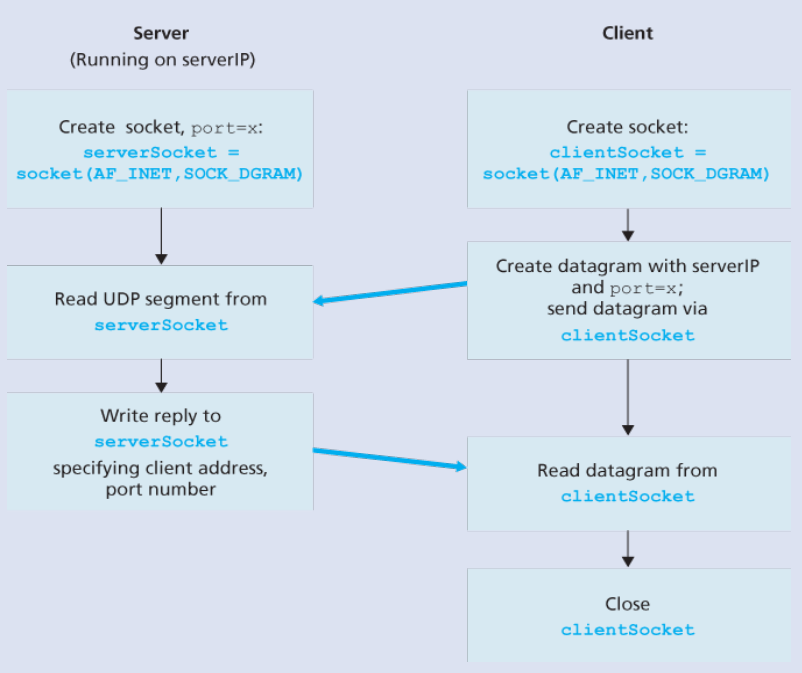 Server
(Running on serverIP)
Create socket, port=x:
serverSocket =
socket(AF_INET,SOCK_DGRAM)
Read UDP segment from
serverSocket
Write reply to
serverSocket
specifying client address,
port number
Client
Create socket:
clientSocket =
socket(AF_INET,SOCK_DGRAM)
Create datagram with serverIP
and port=x;
send datagram via
clientSocket
Read datagram from
clientSocket
Close
clientSocket